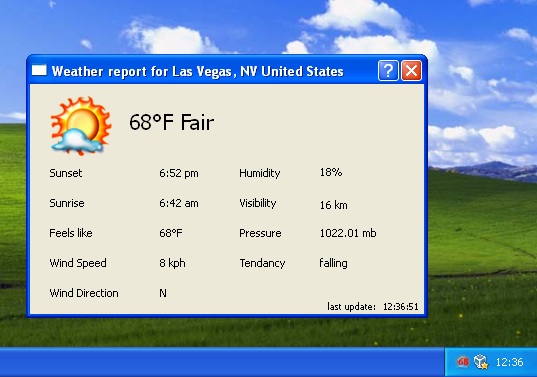 Weather report for Las Vegas, NV United States
68°F Fair
Sunset 6:52 pm Humidity 18%
Sunrise 6:42 am Visibility 16 km
Feels like 68°F Pressure 1022.01 mb
Wind Speed 8 kph Tendancy falling
Wind Direction N
last update: 12:36:51
68 12:36